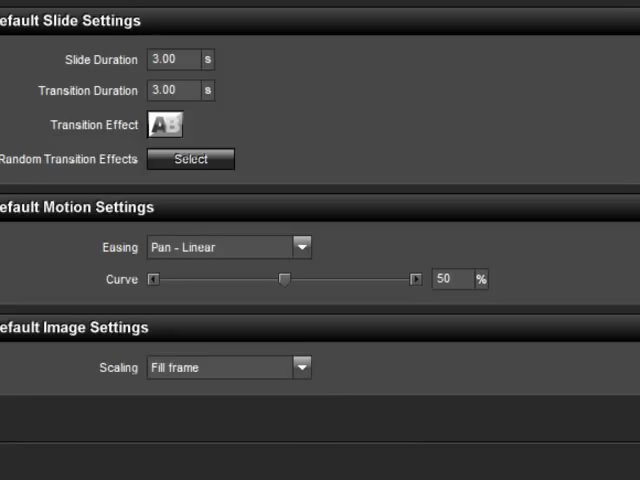 efault Slide Settings
Slide Duration 3.00 s
Transition Duration 3.00 s
Transition Effect AB
Random Transition Effects Select
efault Motion Settings
Easing Pan - Linear
Curve 50 %
efault Image Settings
Scaling Fill frame